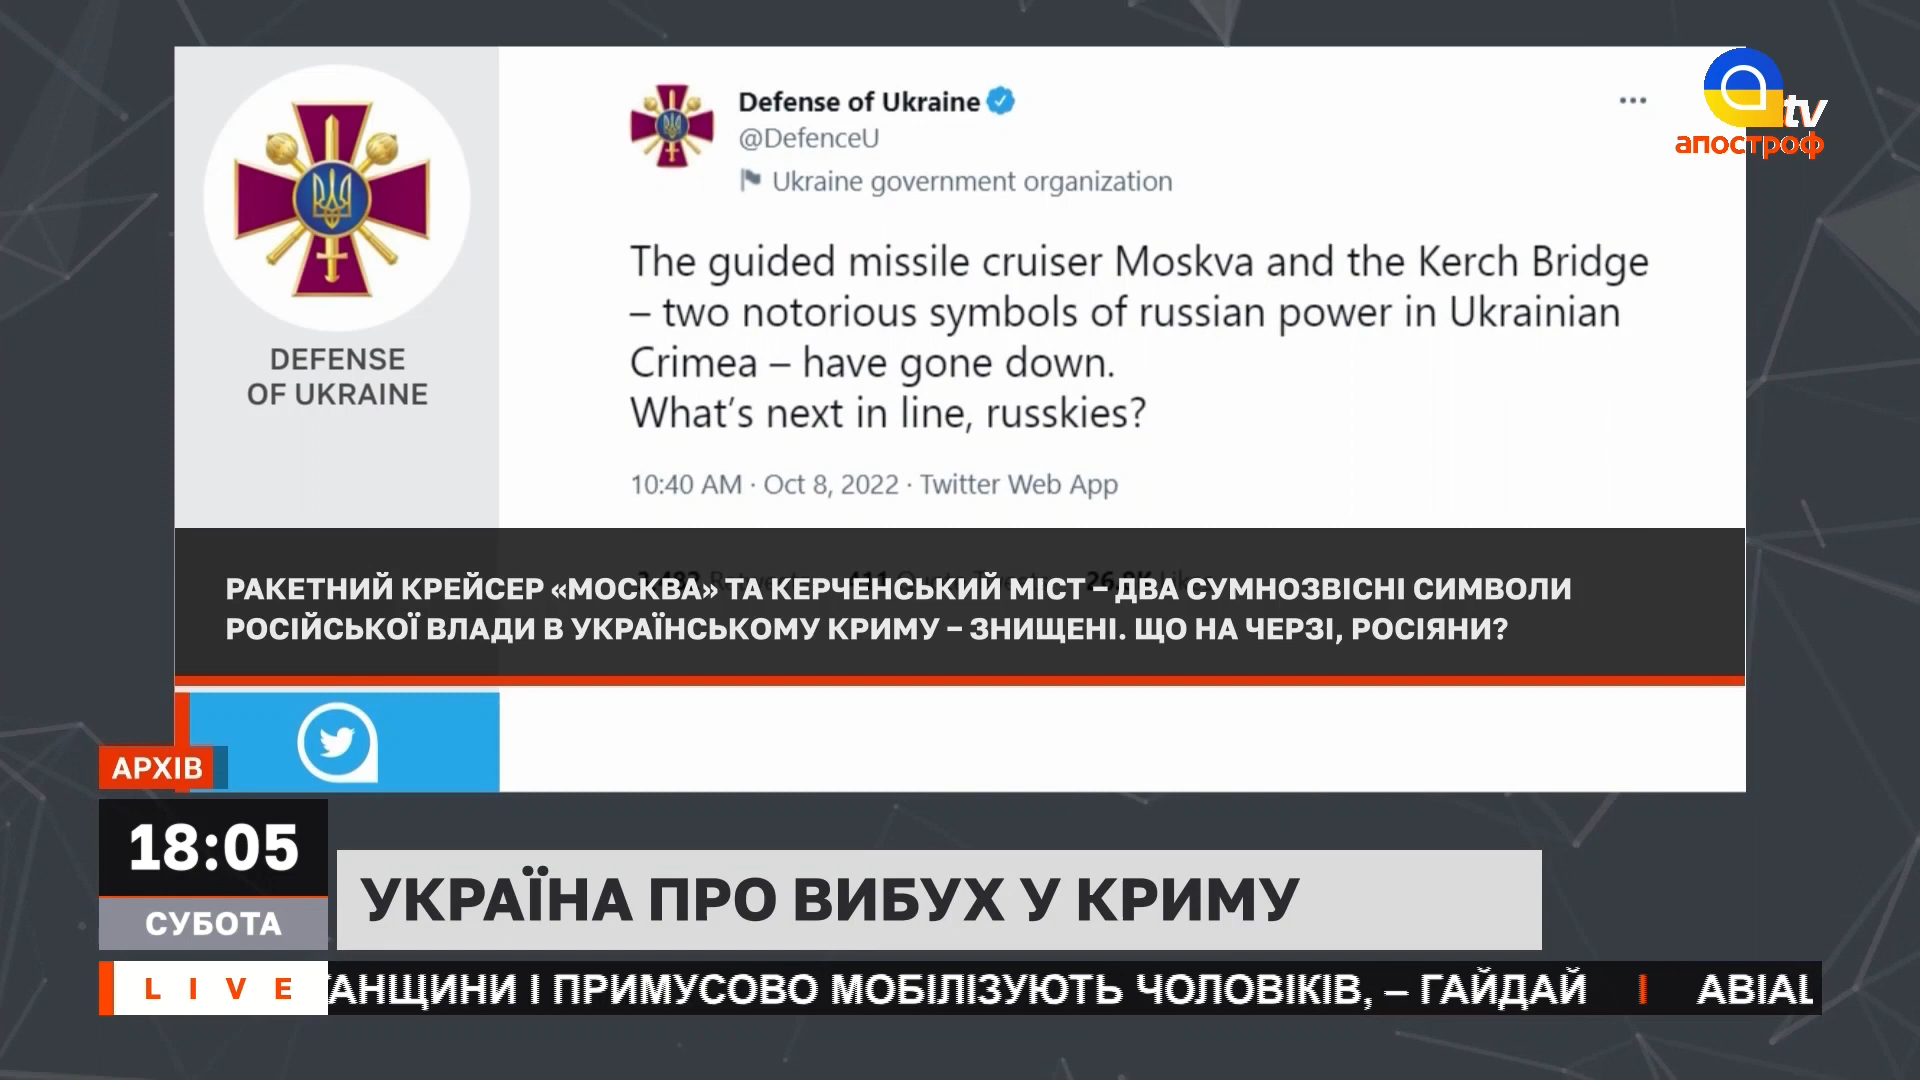 Defense of Ukraine
@DefenceU
Ukraine government organization
tv
апостроф
The guided missile cruiser Moskva and the Kerch Bridge
– two notorious symbols of russian power in Ukrainian
Crimea – have gone down.
What's next in line, russkies?
10:40 AM · Oct 8, 2022 · Twitter Web App
DEFENSE
OF UKRAINE
РАКЕТНИЙ КРЕЙСЕР «МОСКВА» ТА КЕРЧЕНСЬКИЙ МІСТ – ДВА СУМНОЗВІСНІ СИМВОЛИ
РОСІЙСЬКОЇ ВЛАДИ В УКРАЇНСЬКОМУ КРИМУ – ЗНИЩЕНІ. ЩО НА ЧЕРЗІ, РОСІЯНИ?
АРХІВ
18:05
СУБОТА
УКРАЇНА ПРО ВИБУХ У КРИМУ
LIVE
АНЩИНИ І ПРИМУСОВО МОБІЛІЗУЮТЬ ЧОЛОВІКІВ, – ГАЙДАЙ | АВІАЦ